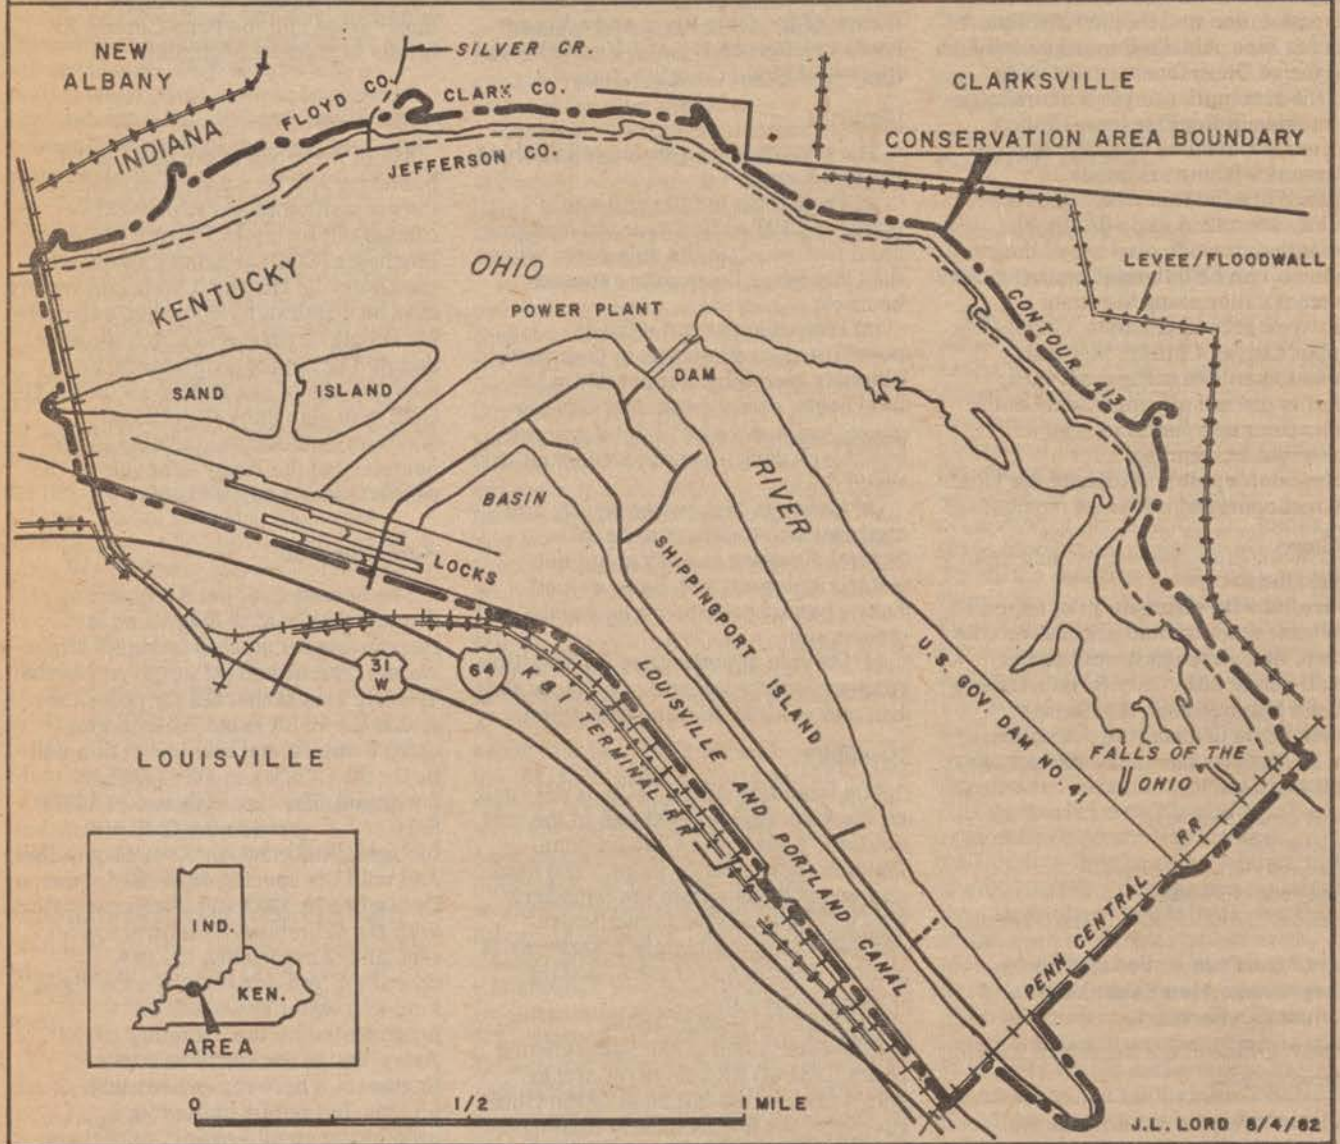 NEW
ALBANY
SILVER CR.
CLARKSVILLE
INDIANA
FLOYD CO.
CLARK CO.
JEFFERSON CO.
CONSERVATION AREA BOUNDARY
KENTUCKY
OHIO
LEVEE/FLOODWALL
POWER PLANT
CONTOUR 413
DAM
SAND
ISLAND
RIVER
BASIN
LOCKS
SHIPPINGPORT ISLAND
U.S. GOV. DAM NO. 41
31
W
64
K & I TERMINAL RR
LOUISVILLE AND PORTLAND CANAL
FALLS OF THE
OHIO
LOUISVILLE
PENN CENTRAL RR
IND.
KEN.
AREA
0 1/2 1 MILE
J.L. LORD 8/4/82